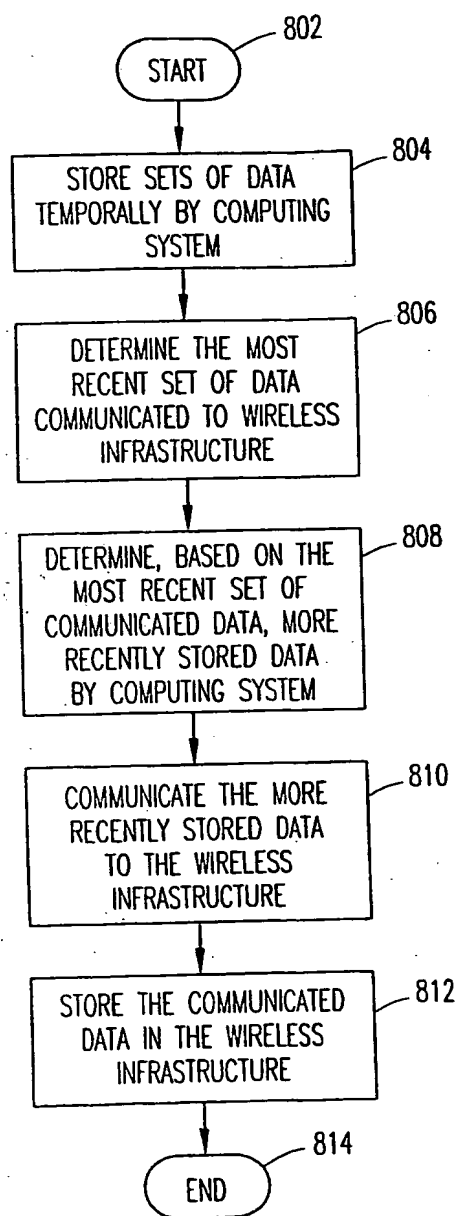 802
START
804
STORE SETS OF DATA
TEMPORALLY BY COMPUTING
SYSTEM
806
DETERMINE THE MOST
RECENT SET OF DATA
COMMUNICATED TO WIRELESS
INFRASTRUCTURE
808
DETERMINE, BASED ON THE
MOST RECENT SET OF
COMMUNICATED DATA, MORE
RECENTLY STORED DATA
BY COMPUTING SYSTEM
810
COMMUNICATE THE MORE
RECENTLY STORED DATA
TO THE WIRELESS
INFRASTRUCTURE
812
STORE THE COMMUNICATED
DATA IN THE WIRELESS
INFRASTRUCTURE
814
END